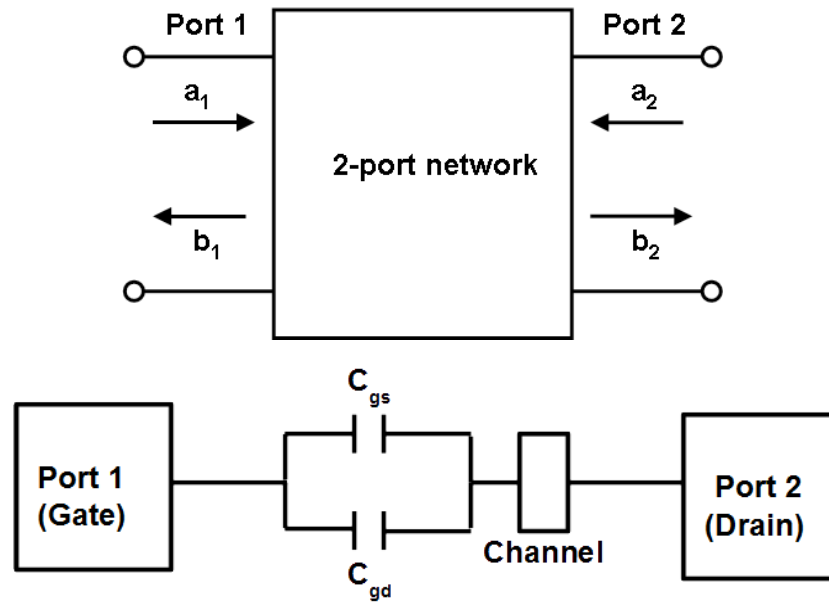 Port 1
Port 2
a1
a2
2-port network
b1
b2
Cgs
Port 1
(Gate)
Port 2
(Drain)
Channel
Cgd